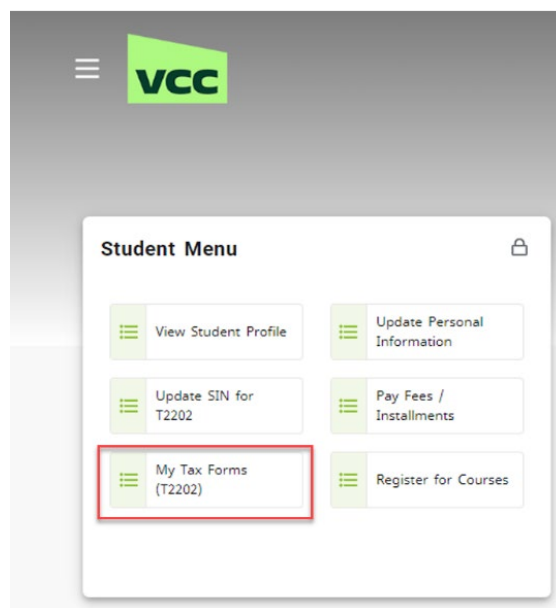 VCC
Student Menu
View Student Profile
Update Personal
Information
Update SIN for
T2202
Pay Fees /
Installments
My Tax Forms
(T2202)
Register for Courses